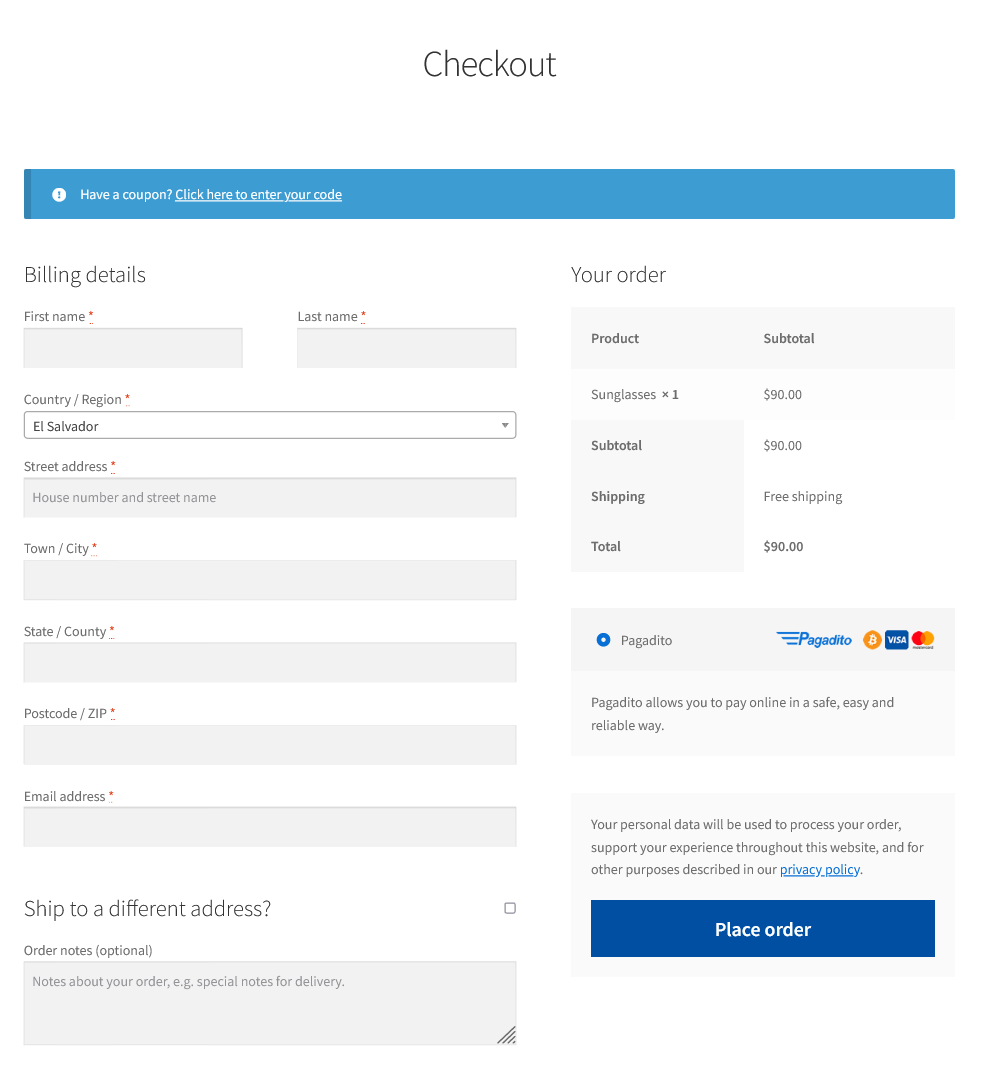 Checkout
Have a coupon? Click here to enter your code
Billing details
First name *
Last name *
Country / Region *
El Salvador
Street address *
House number and street name
Town / City *
State / County *
Postcode / ZIP *
Email address *
Ship to a different address?
Order notes (optional)
Notes about your order, e.g. special notes for delivery.
Your order
Product Subtotal
Sunglasses × 1 $90.00
Subtotal $90.00
Shipping Free shipping
Total $90.00
Pagadito Pagadito VISA mastercard
Pagadito allows you to pay online in a safe, easy and
reliable way.
Your personal data will be used to process your order,
support your experience throughout this website, and for
other purposes described in our privacy policy.
Place order